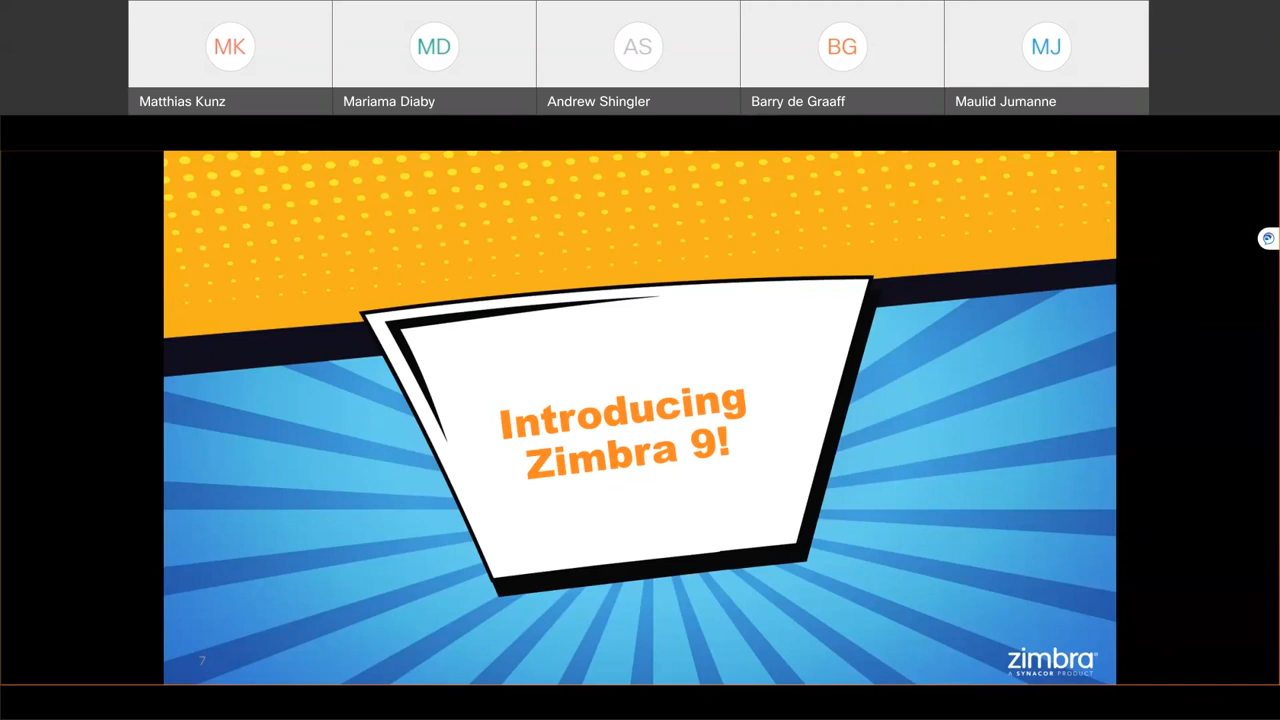 MK
MD
AS
BG
MJ
Matthias Kunz
Mariama Diaby
Andrew Shingler
Barry de Graaff
Maulid Jumanne
Introducing
Zimbra 9!
7
zimbra®
A SYNACOR PRODUCT